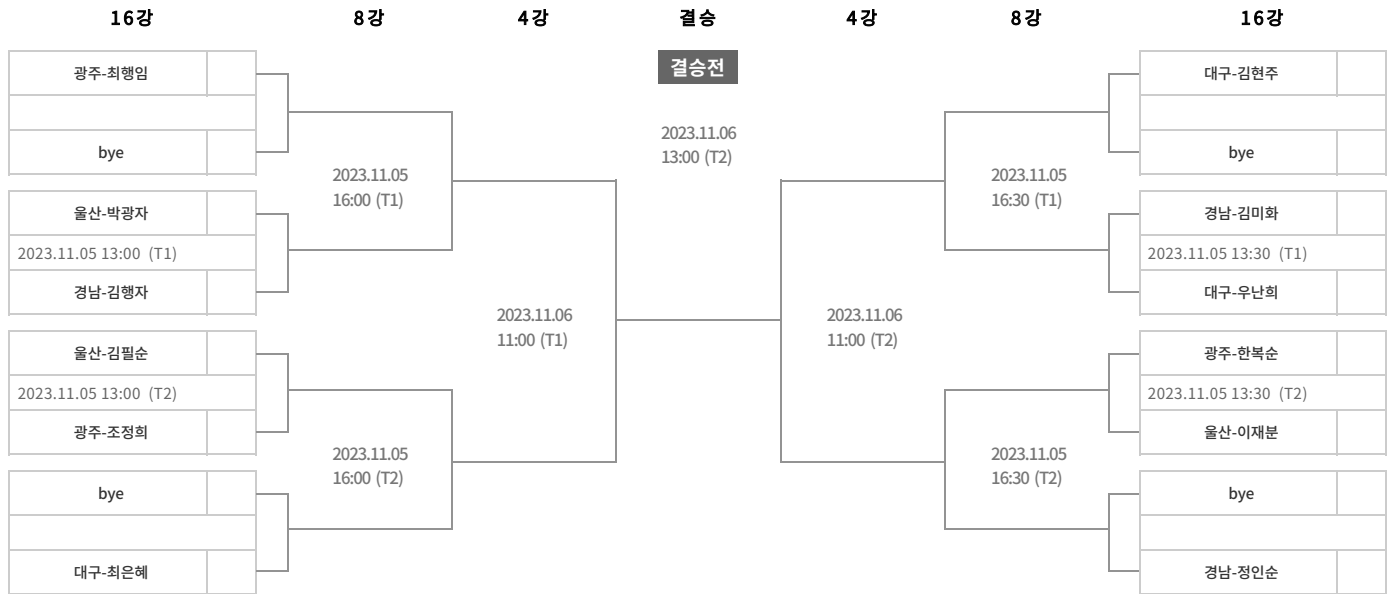 16강 8강 4강 결승 4강 8강 16강
결승전
2023.11.06
13:00 (T2)
광주-최행임
bye
울산-박광자
2023.11.05 13:00 (T1)
경남-김행자
울산-김필순
2023.11.05 13:00 (T2)
광주-조정희
bye
대구-최은혜
2023.11.05
16:00 (T1)
2023.11.05
16:00 (T2)
2023.11.06
11:00 (T1)
2023.11.06
11:00 (T2)
2023.11.05
16:30 (T1)
2023.11.05
16:30 (T2)
대구-김현주
bye
경남-김미화
2023.11.05 13:30 (T1)
대구-우난희
광주-한복순
2023.11.05 13:30 (T2)
울산-이재분
bye
경남-정인순